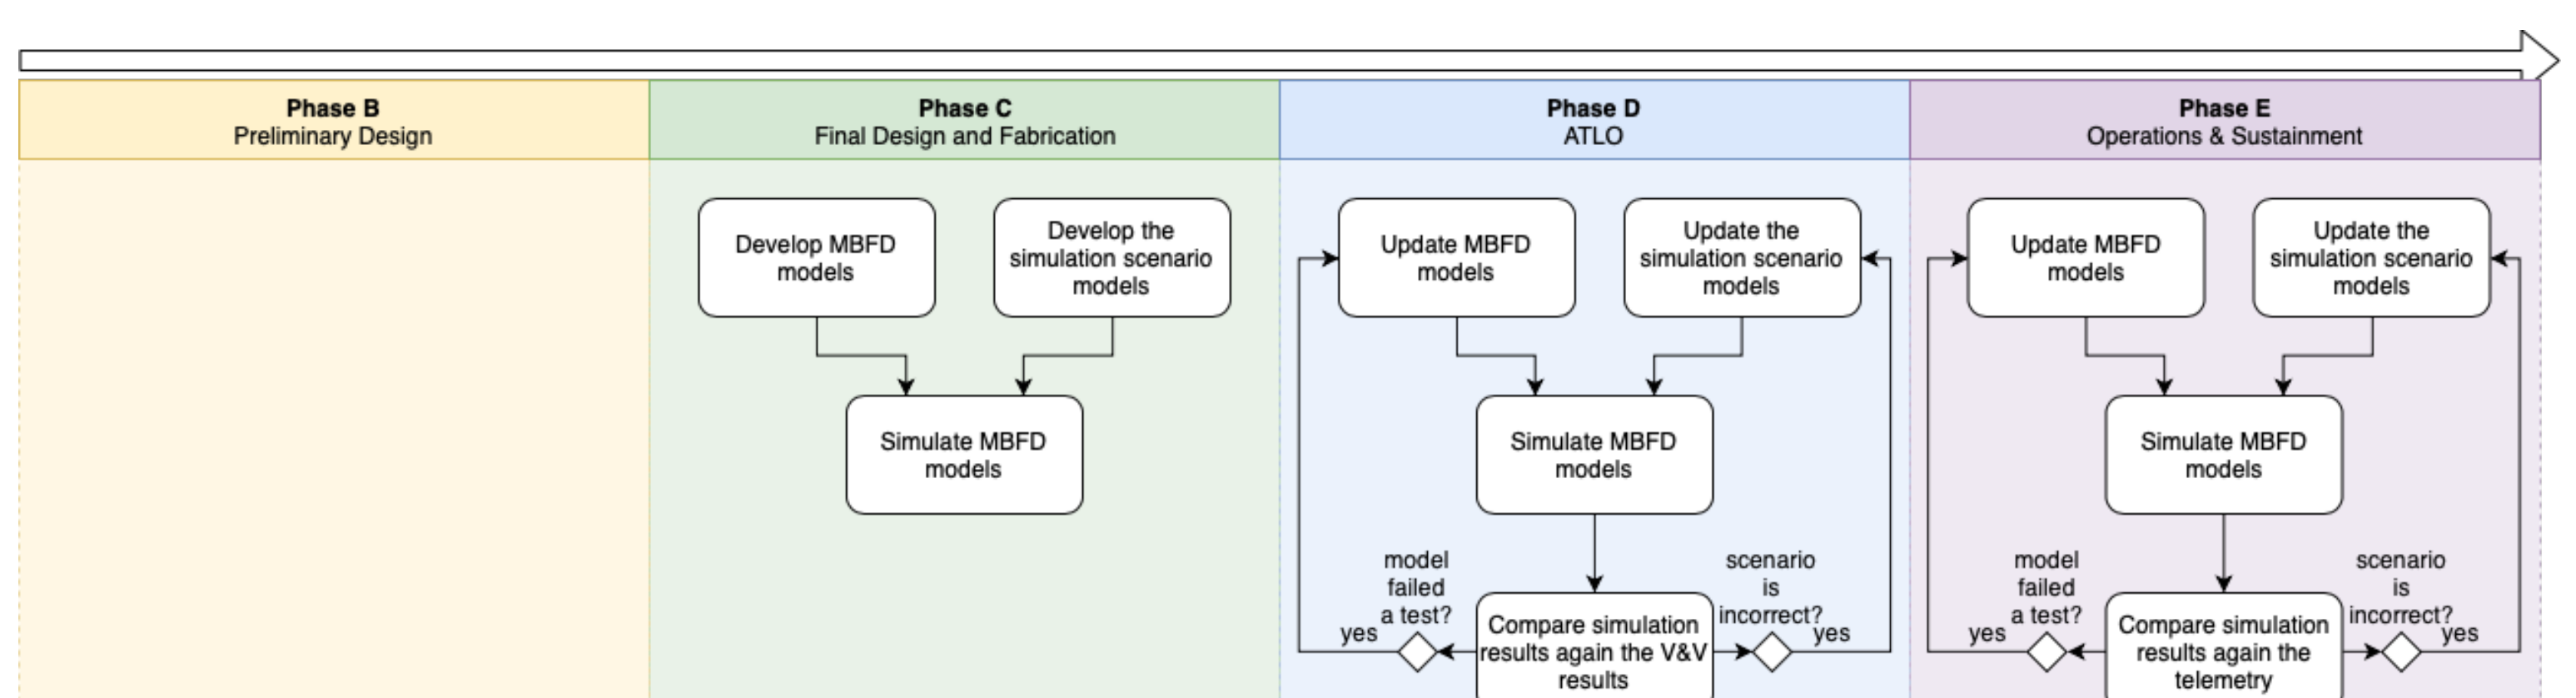 Phase B
Preliminary Design
Phase C
Final Design and Fabrication
Phase D
ATLO
Phase E
Operations & Sustainment
Develop MBFD
models
Develop the
simulation scenario
models
Simulate MBFD
models
Update MBFD
models
Update the
simulation scenario
models
Simulate MBFD
models
model
failed
a test?
yes
Compare simulation
results again the V&V
results
scenario
is
incorrect?
yes
Update MBFD
models
Update the
simulation scenario
models
Simulate MBFD
models
model
failed
a test?
yes
Compare simulation
results again the
telemetry
scenario
is
incorrect?
yes